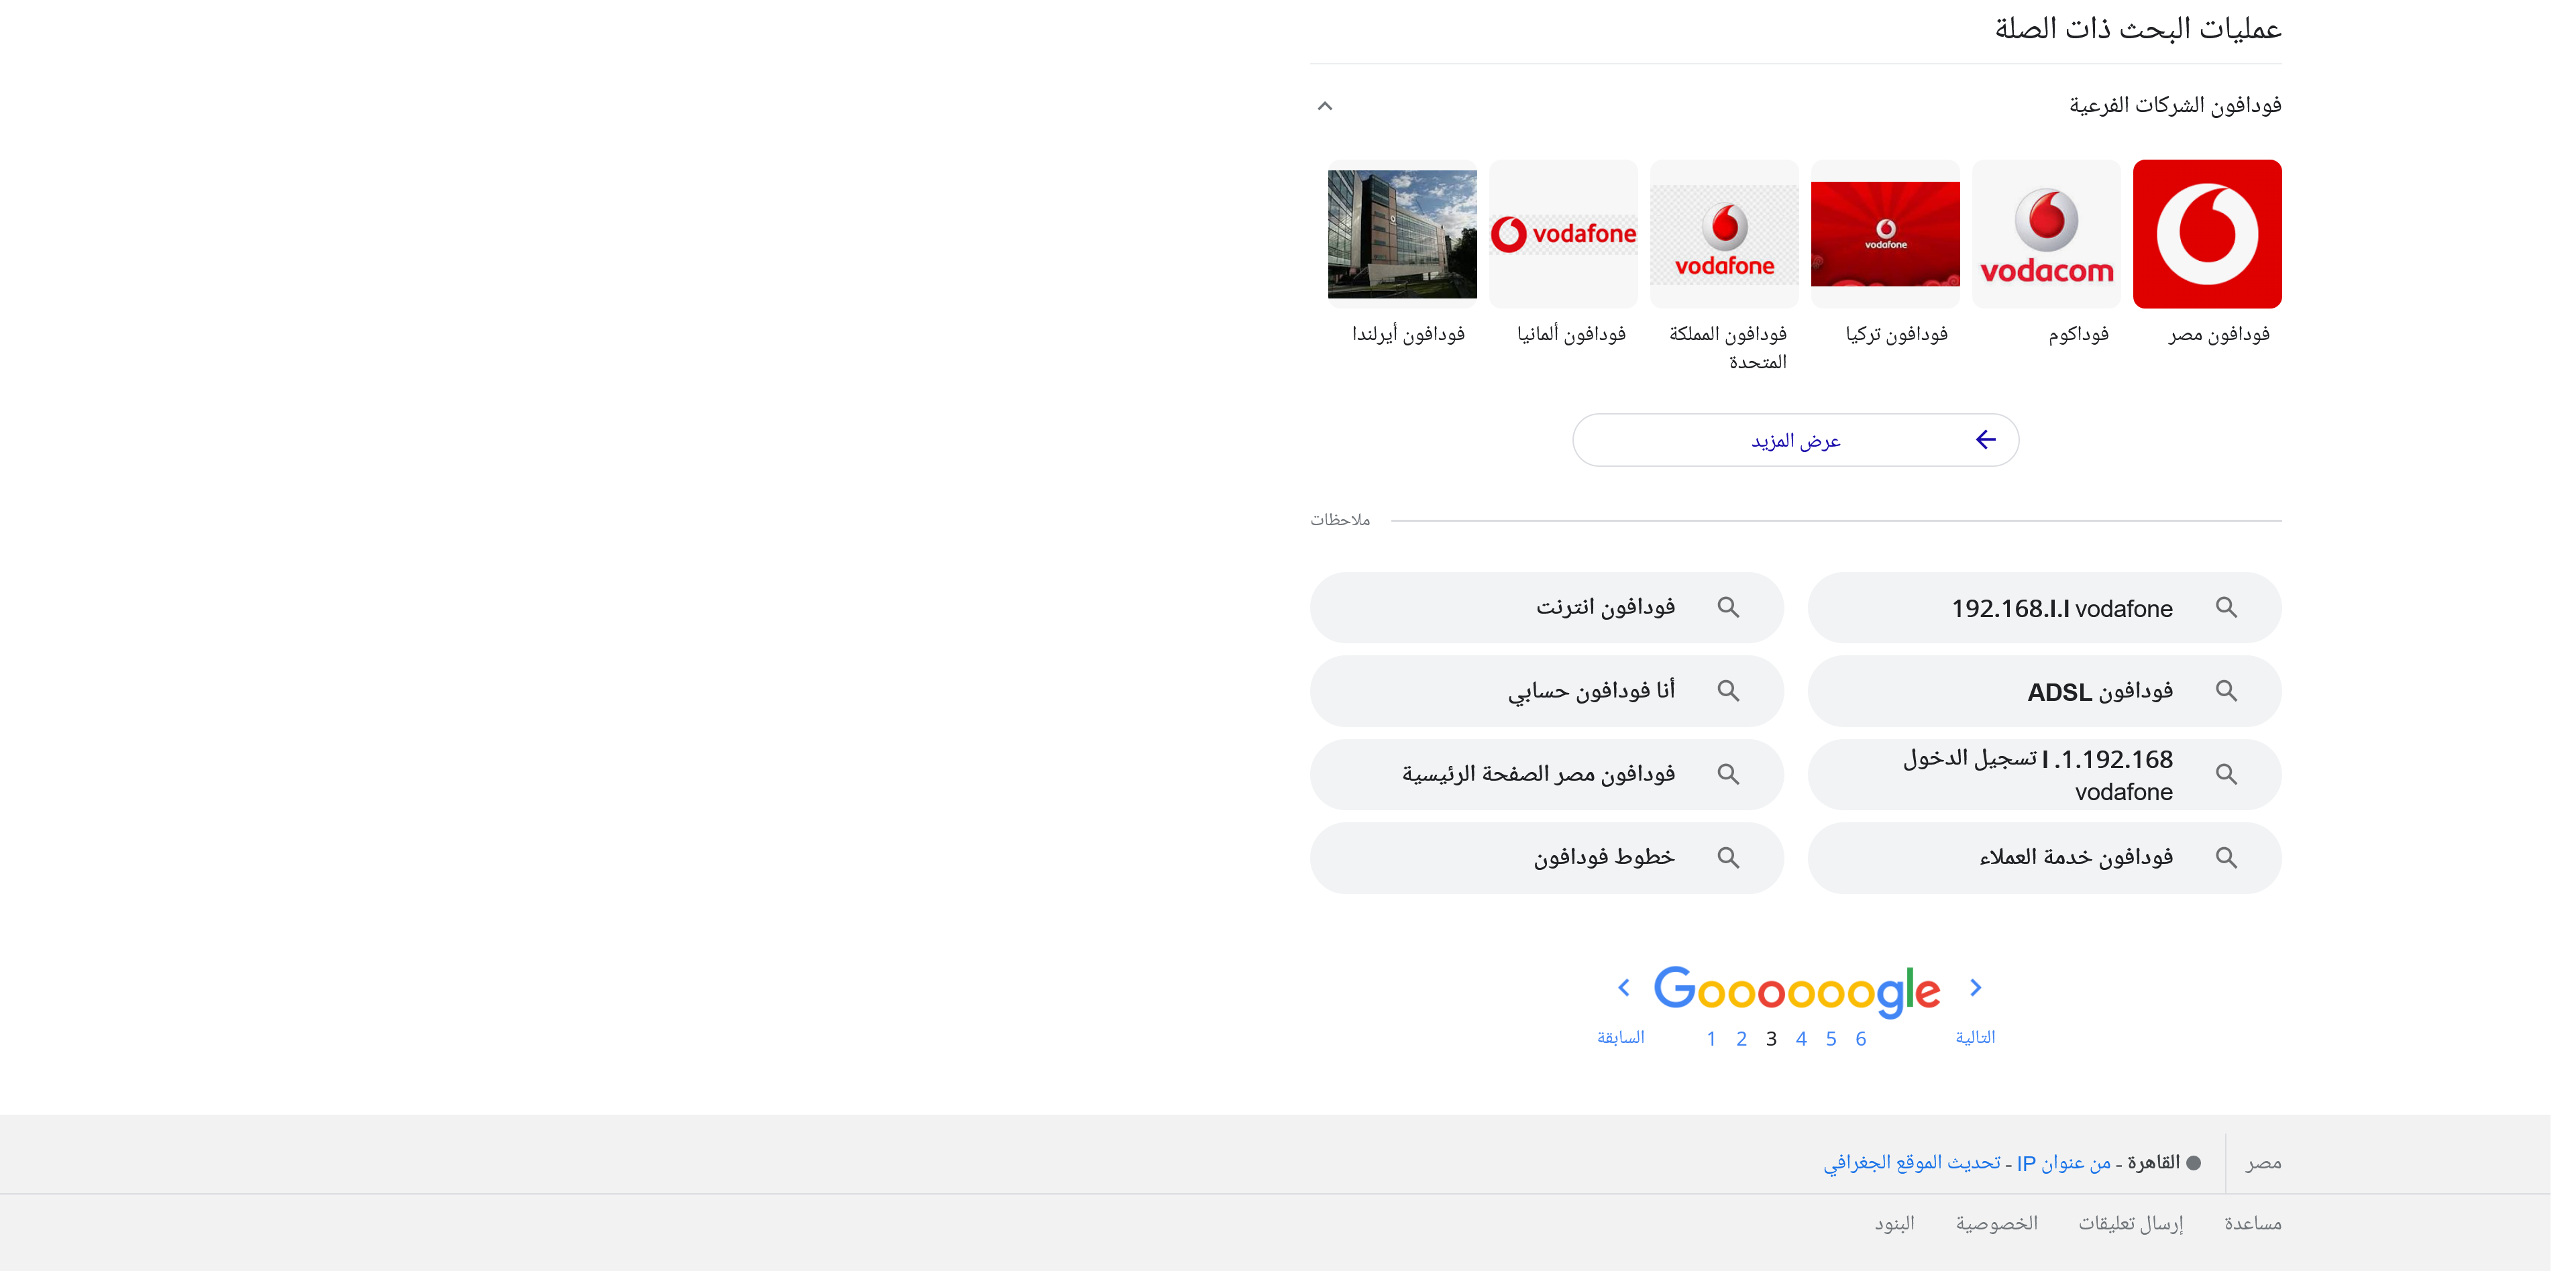 عمليات البحث ذات الصلة
فودافون الشركات الفرعية
vodacom
vodafone
vodafone
vodafone
فودافون مصر
فوداكوم
فودافون تركيا
فودافون المملكة
المتحدة
فودافون ألمانيا
فودافون أيرلندا
عرض المزيد
ملاحظات
192.168.l.l vodafone
فودافون انترنت
فودافون ADSL
أنا فودافون حسابي
1.192.168. l تسجيل الدخول
vodafone
فودافون مصر الصفحة الرئيسية
فودافون خدمة العملاء
خطوط فودافون
Goooooogle
السابقة 1 2 3 4 5 6 التالية
مصر
القاهرة - من عنوان IP - تحديث الموقع الجغرافي
مساعدة إرسال تعليقات الخصوصية البنود